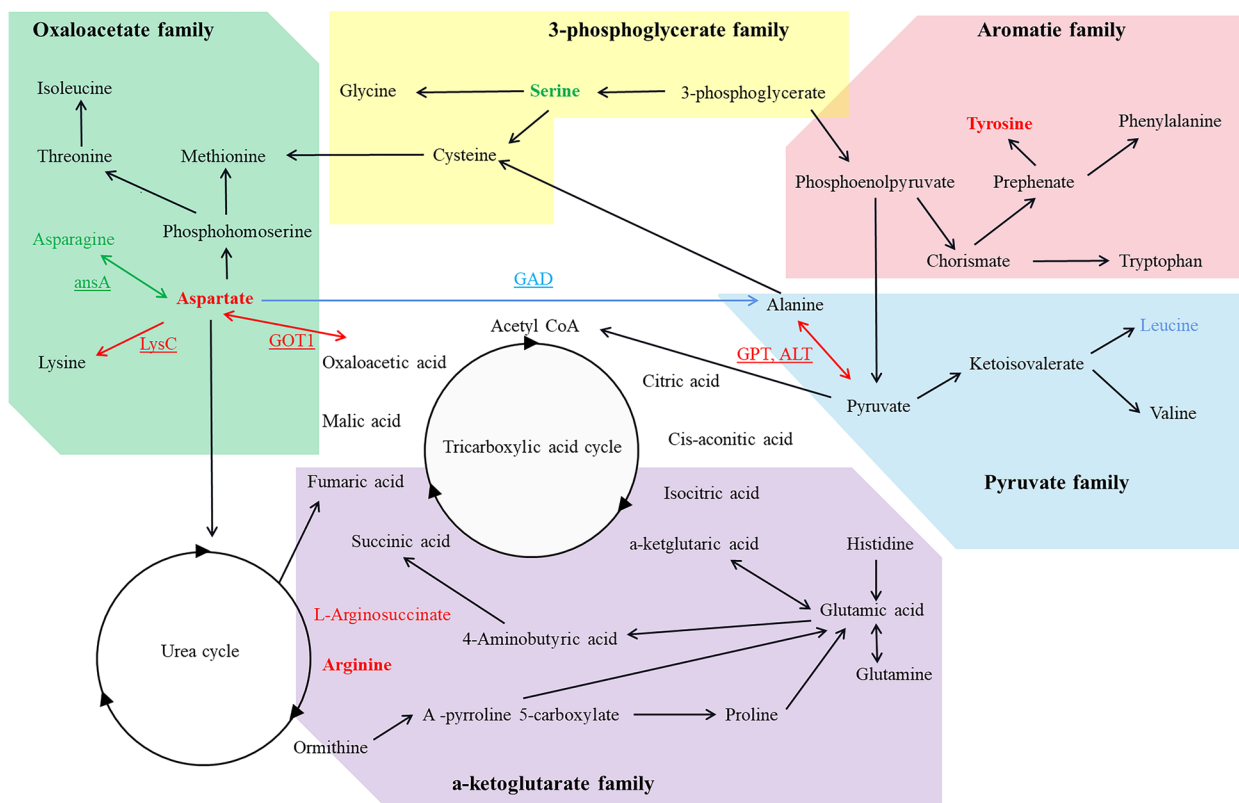 Oxaloacetate family
3-phosphoglycerate family
Aromatie family
Isoleucine
Glycine
Serine
3-phosphoglycerate
Tyrosine
Phenylalanine
Threonine
Methionine
Cysteine
Phosphoenolpyruvate
Prephenate
Phosphohomoserine
Asparagine
Chorismate
Tryptophan
ansA
Aspartate
GAD
Alanine
Acetyl CoA
Leucine
LysC
GOT1
GPT, ALT
Lysine
Oxaloacetic acid
Citric acid
Ketoisovalerate
Pyruvate
Valine
Malic acid
Tricarboxylic acid cycle
Cis-aconitic acid
Fumaric acid
Isocitric acid
Pyruvate family
Succinic acid
a-ketglutaric acid
Histidine
L-Arginosuccinate
Glutamic acid
4-Aminobutyric acid
Urea cycle
Arginine
Glutamine
A -pyrroline 5-carboxylate
Proline
Ormithine
a-ketoglutarate family